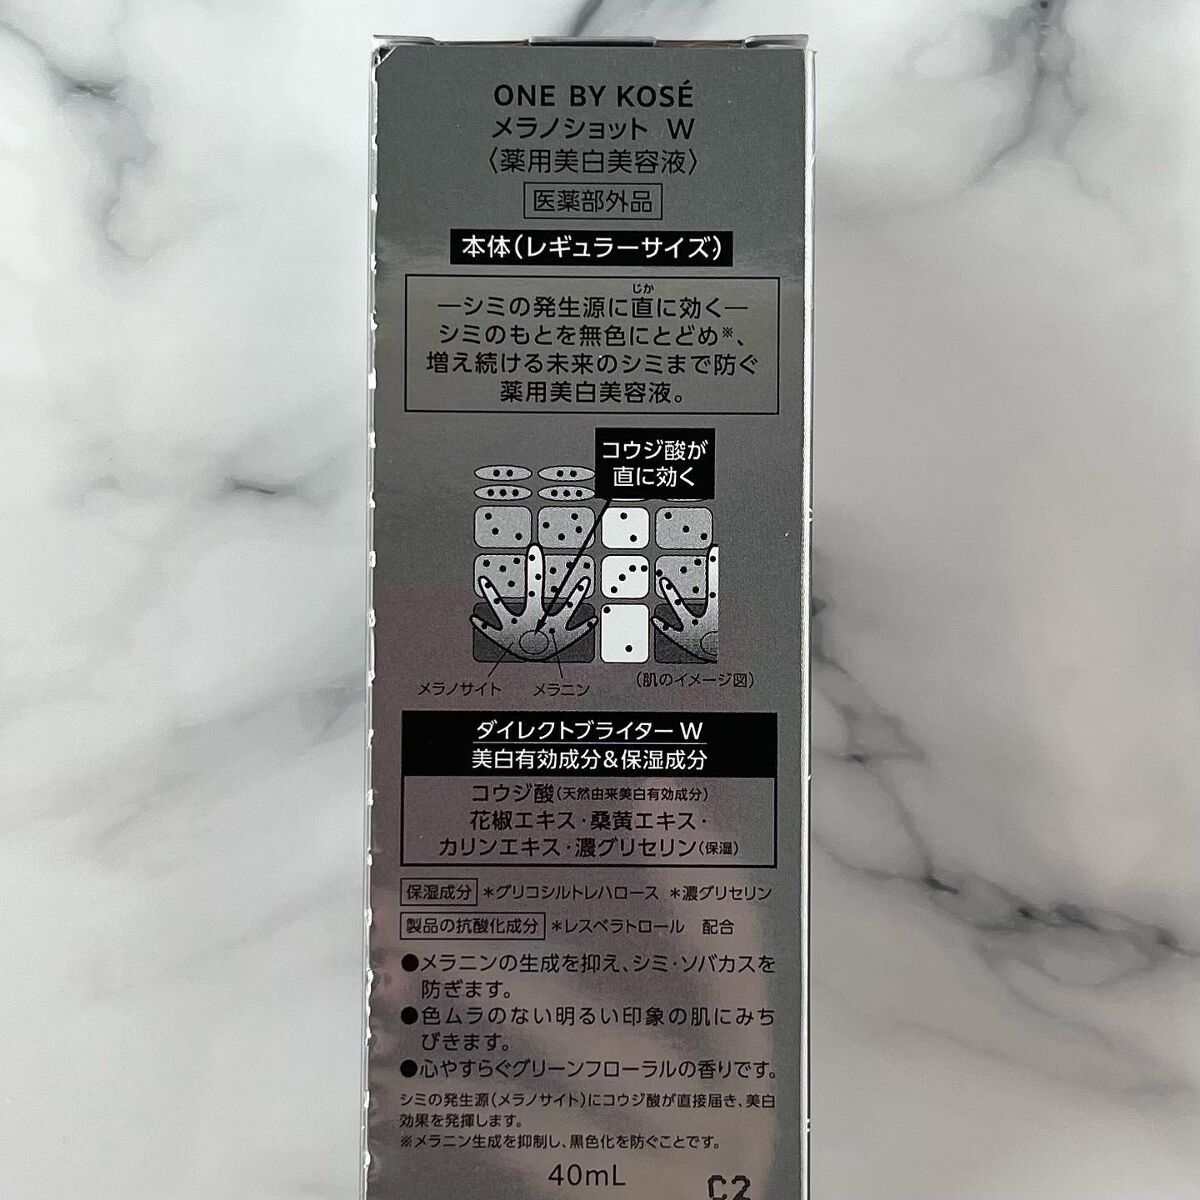 ONE BY KOSÉ
メラノショット W
〈薬用美白美容液〉
医薬部外品
本体(レギュラーサイズ)
じか
―シミの発生源に直に効く―
シミのもとを無色にとどめ※、
増え続ける未来のシミまで防ぐ
薬用美白美容液。
コウジ酸が
直に効く
メラノサイト メラニン
(肌のイメージ図)
ダイレクトブライター W
美白有効成分&保湿成分
コウジ酸(天然由来美白有効成分)
花椒エキス・桑黄エキス・
カリンエキス・濃グリセリン(保湿)
保湿成分 *グリコシルトレハロース *濃グリセリン
製品の抗酸化成分 *レスベラトロール 配合
●メラニンの生成を抑え、シミ・ソバカスを
防ぎます。
●色ムラのない明るい印象の肌にみち
びきます。
●心やすらぐグリーンフローラルの香りです。
シミの発生源(メラノサイト)にコウジ酸が直接届き、美白
効果を発揮します。
※メラニン生成を抑制し、黒色化を防ぐことです。
40mL
C2